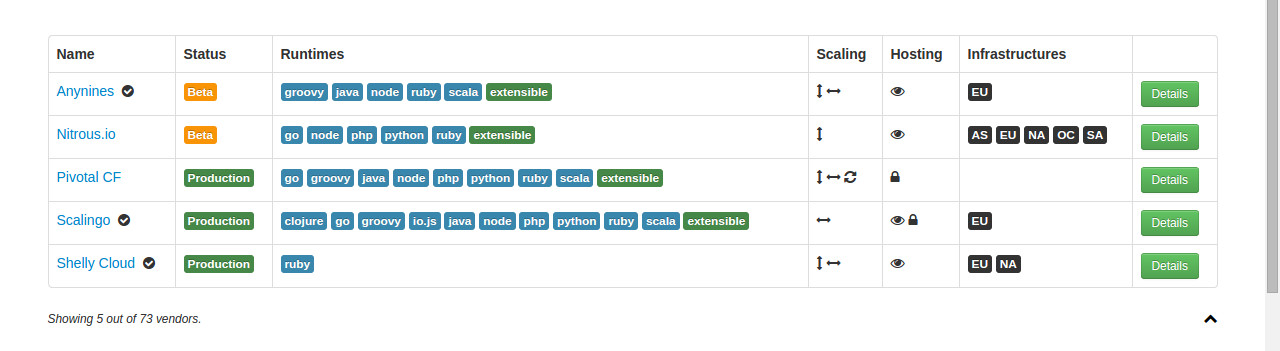 Name Status Runtimes Scaling Hosting Infrastructures
Anynines Beta groovy java node ruby scala extensible EU Details
Nitrous.io Beta go node php python ruby extensible AS EU NA OC SA Details
Pivotal CF Production go groovy java node php python ruby scala extensible Details
Scalingo Production clojure go groovy io.js java node php python ruby scala extensible EU Details
Shelly Cloud Production ruby EU NA Details
Showing 5 out of 73 vendors.